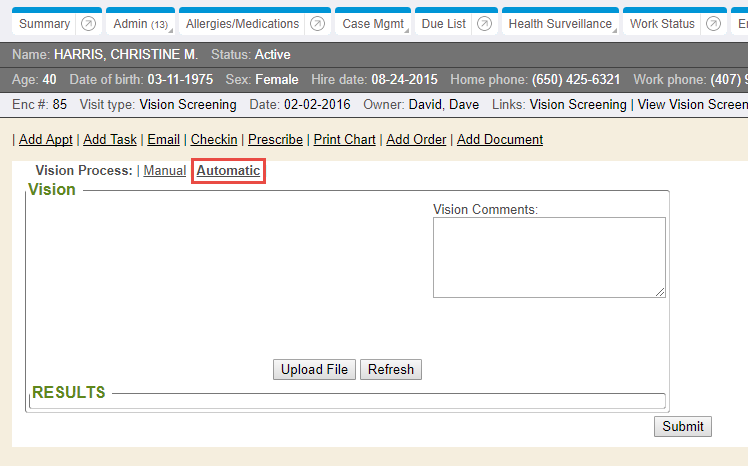 Summary Admin (13) Allergies/Medications Case Mgmt Due List Health Surveillance Work Status
Name: HARRIS, CHRISTINE M. Status: Active
Age: 40 Date of birth: 03-11-1975 Sex: Female Hire date: 08-24-2015 Home phone: (650) 425-6321 Work phone: (407)
Enc #: 85 Visit type: Vision Screening Date: 02-02-2016 Owner: David, Dave Links: Vision Screening | View Vision Screen
| Add Appt | Add Task | Email | Checkin | Prescribe | Print Chart | Add Order | Add Document
Vision Process: | Manual Automatic
Vision
Vision Comments:
Upload File Refresh
RESULTS
Submit